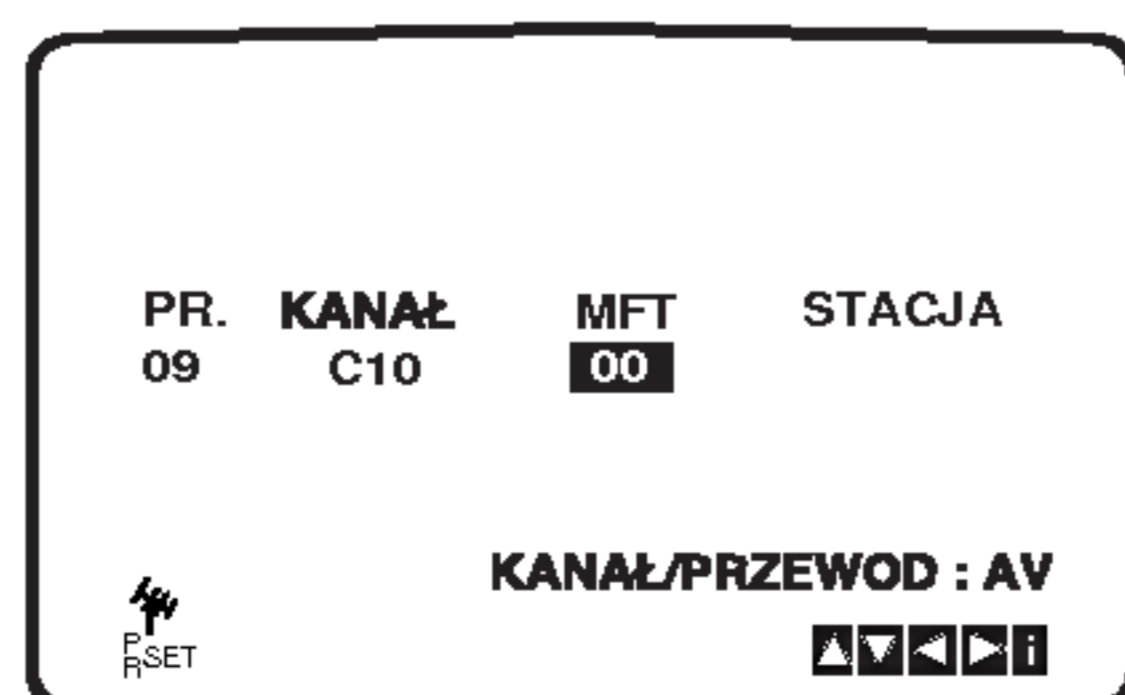 PR. KANAŁ MFT STACJA
09 C10 00
KANAŁ/PRZEWOD : AV
PR SET
i